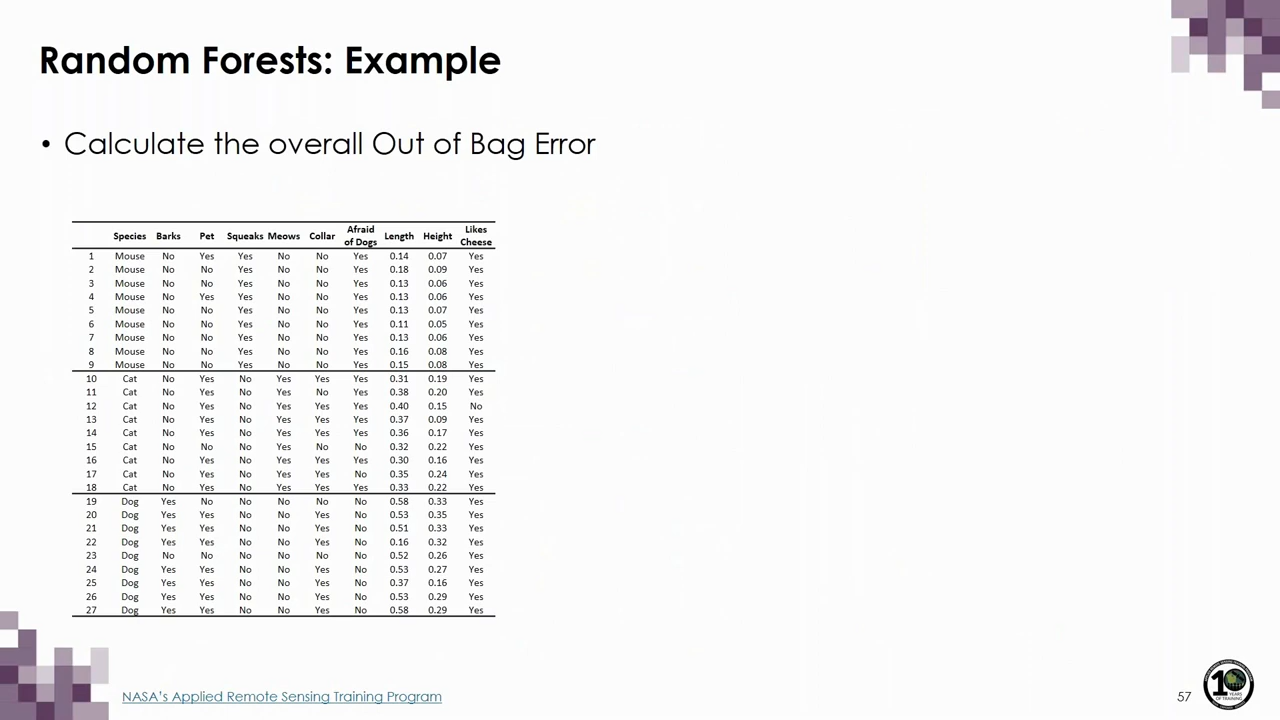 Random Forests: Example
• Calculate the overall Out of Bag Error
Species Barks Pet Squeaks Meows Collar Afraid of Dogs Length Height Likes Cheese
1 Mouse No Yes Yes No No Yes 0.14 0.07 Yes
2 Mouse No No Yes No No Yes 0.18 0.09 Yes
3 Mouse No No Yes No No Yes 0.13 0.06 Yes
4 Mouse No Yes Yes No No Yes 0.13 0.06 Yes
5 Mouse No No Yes No No Yes 0.13 0.07 Yes
6 Mouse No No Yes No No Yes 0.11 0.05 Yes
7 Mouse No No Yes No No Yes 0.13 0.06 Yes
8 Mouse No No Yes No No Yes 0.16 0.08 Yes
9 Mouse No No Yes No No Yes 0.15 0.08 Yes
10 Cat No Yes No Yes Yes Yes 0.31 0.19 Yes
11 Cat No Yes No Yes No Yes 0.38 0.20 Yes
12 Cat No Yes No Yes Yes Yes 0.40 0.15 No
13 Cat No Yes No Yes Yes Yes 0.37 0.09 Yes
14 Cat No Yes No Yes Yes Yes 0.36 0.17 Yes
15 Cat No No No Yes No No 0.32 0.22 Yes
16 Cat No Yes No Yes Yes Yes 0.30 0.16 Yes
17 Cat No Yes No Yes Yes No 0.35 0.24 Yes
18 Cat No Yes No Yes Yes Yes 0.33 0.22 Yes
19 Dog Yes No No No No No 0.58 0.33 Yes
20 Dog Yes Yes No No Yes No 0.53 0.35 Yes
21 Dog Yes Yes No No Yes No 0.51 0.33 Yes
22 Dog Yes Yes No No Yes No 0.16 0.32 Yes
23 Dog No No No No No No 0.52 0.26 Yes
24 Dog Yes Yes No No Yes No 0.53 0.27 Yes
25 Dog Yes Yes No No Yes No 0.37 0.16 Yes
26 Dog Yes Yes No No Yes No 0.53 0.29 Yes
27 Dog Yes Yes No No Yes No 0.58 0.29 Yes
NASA's Applied Remote Sensing Training Program
57
10
YEARS
OF TRAINING